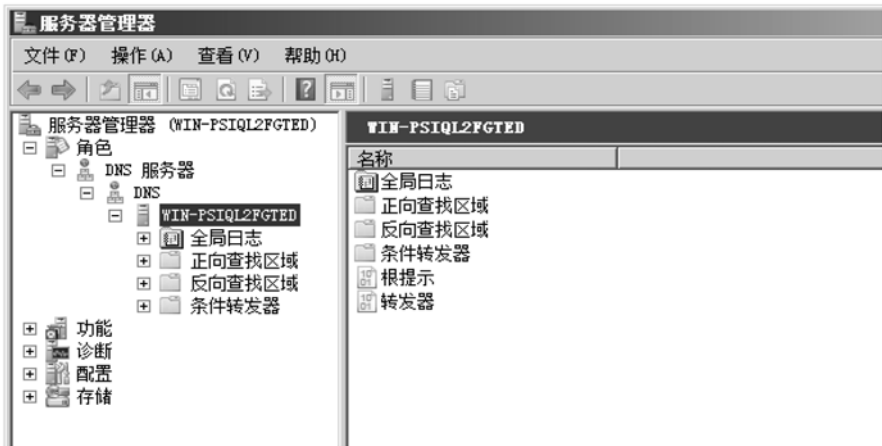 服务器管理器
文件(F) 操作(A) 查看(V) 帮助(H)
服务器管理器 (WIN-PSIQL2FGTED)
角色
DNS 服务器
DNS
WIN-PSIQL2FGTED
全局日志
正向查找区域
反向查找区域
条件转发器
功能
诊断
配置
存储
WIN-PSIQL2FGTED
名称
全局日志
正向查找区域
反向查找区域
条件转发器
根提示
转发器